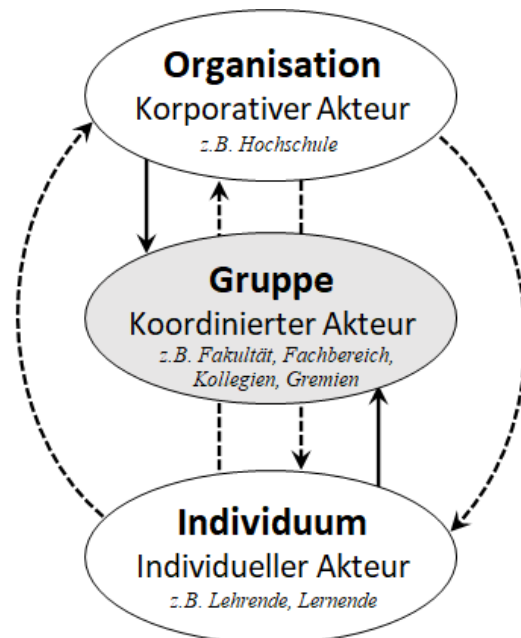 Organisation
Korporativer Akteur
z.B. Hochschule
Gruppe
Koordinierter Akteur
z.B. Fakultät, Fachbereich,
Kollegien, Gremien
Individuum
Individueller Akteur
z.B. Lehrende, Lernende